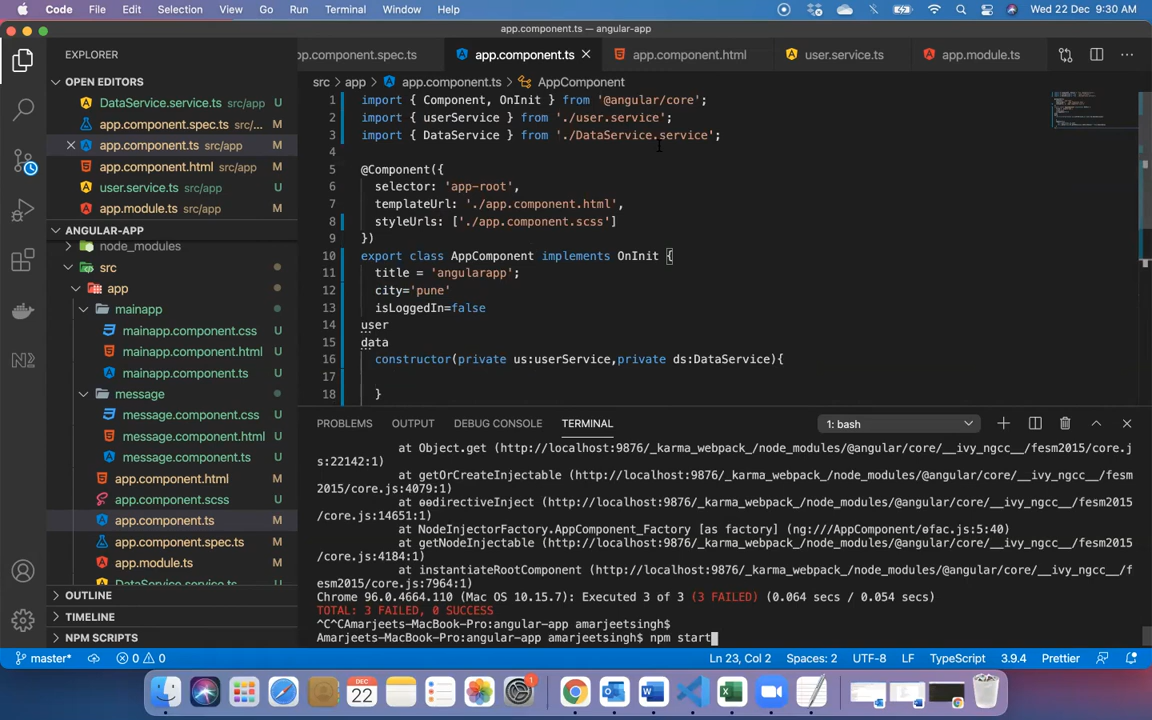 Code File Edit Selection View Go Run Terminal Window Help Wed 22 Dec 9:30 AM
app.component.ts — angular-app
EXPLORER
OPEN EDITORS
DataService.service.ts src/app U
app.component.spec.ts src/... M
app.component.ts src/app M
app.component.html src/app M
user.service.ts src/app U
app.module.ts src/app M
ANGULAR-APP
node_modules
src
app
mainapp
mainapp.component.css U
mainapp.component.html U
mainapp.component.ts U
message
message.component.css U
message.component.html U
message.component.ts U
app.component.html M
app.component.scss U
app.component.ts M
app.component.spec.ts M
app.module.ts M
DataService.service.ts U
OUTLINE
TIMELINE
NPM SCRIPTS
pp.component.spec.ts app.component.ts app.component.html user.service.ts app.module.ts
src > app > app.component.ts > AppComponent
1 import { Component, OnInit } from '@angular/core';
2 import { userService } from './user.service';
3 import { DataService } from './DataService.service';
4
5 @Component({
6 selector: 'app-root',
7 templateUrl: './app.component.html',
8 styleUrls: ['./app.component.scss']
9 })
10 export class AppComponent implements OnInit {
11 title = 'angularapp';
12 city='pune'
13 isLoggedIn=false
14 user
15 data
16 constructor(private us:userService,private ds:DataService){
17
18 }
PROBLEMS OUTPUT DEBUG CONSOLE TERMINAL 1: bash
at Object.get (http://localhost:9876/_karma_webpack_/node_modules/@angular/core/__ivy_ngcc__/fesm2015/core.j
s:22142:1)
at getOrCreateInjectable (http://localhost:9876/_karma_webpack_/node_modules/@angular/core/__ivy_ngcc__/fesm
2015/core.js:4079:1)
at ɵɵdirectiveInject (http://localhost:9876/_karma_webpack_/node_modules/@angular/core/__ivy_ngcc__/fesm2015
/core.js:14651:1)
at NodeInjectorFactory.AppComponent_Factory [as factory] (ng:///AppComponent/ɵfac.js:5:40)
at getNodeInjectable (http://localhost:9876/_karma_webpack_/node_modules/@angular/core/__ivy_ngcc__/fesm2015
/core.js:4184:1)
at instantiateRootComponent (http://localhost:9876/_karma_webpack_/node_modules/@angular/core/__ivy_ngcc__/f
esm2015/core.js:7964:1)
Chrome 96.0.4664.110 (Mac OS 10.15.7): Executed 3 of 3 (3 FAILED) (0.064 secs / 0.054 secs)
TOTAL: 3 FAILED, 0 SUCCESS
^C^CAmarjeets-MacBook-Pro:angular-app amarjeetsingh$
Amarjeets-MacBook-Pro:angular-app amarjeetsingh$ npm start
master* 0 0 Ln 23, Col 2 Spaces: 2 UTF-8 LF TypeScript 3.9.4 Prettier
DEC
22
1